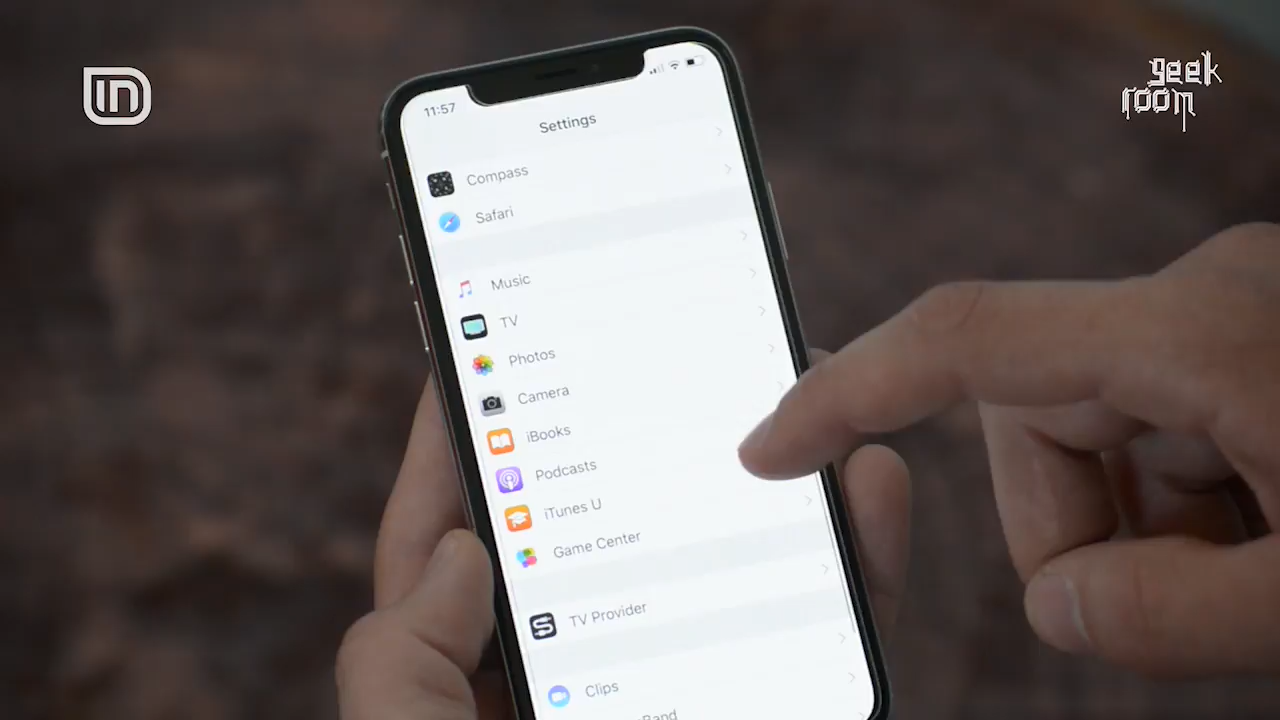 in
geek
room
11:57
Settings
Compass
Safari
Music
TV
Photos
Camera
iBooks
Podcasts
iTunes U
Game Center
TV Provider
Clips